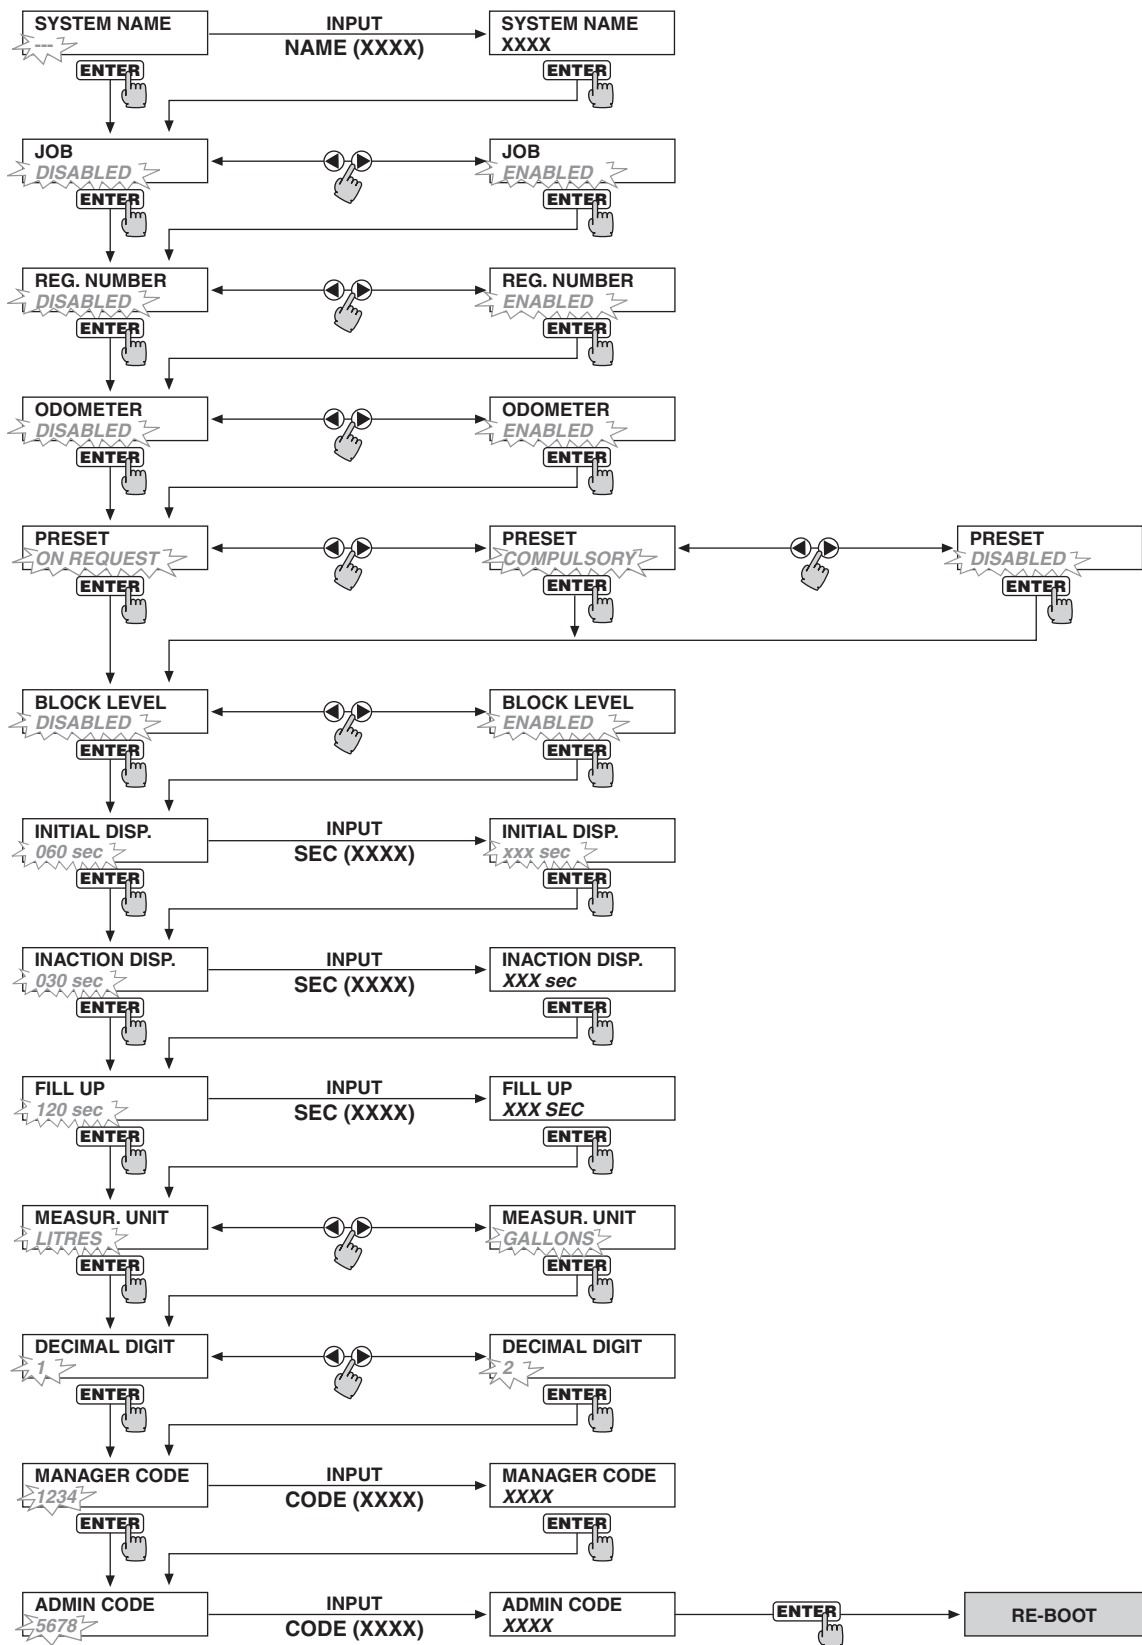 SYSTEM NAME
---
INPUT
NAME (XXXX)
SYSTEM NAME
XXXX
ENTER
ENTER
JOB
DISABLED
JOB
ENABLED
ENTER
ENTER
REG. NUMBER
DISABLED
REG. NUMBER
ENABLED
ENTER
ENTER
ODOMETER
DISABLED
ODOMETER
ENABLED
ENTER
ENTER
PRESET
ON REQUEST
PRESET
COMPULSORY
PRESET
DISABLED
ENTER
ENTER
ENTER
BLOCK LEVEL
DISABLED
BLOCK LEVEL
ENABLED
ENTER
ENTER
INITIAL DISP.
060 sec
INPUT
SEC (XXXX)
INITIAL DISP.
xxx sec
ENTER
ENTER
INACTION DISP.
030 sec
INPUT
SEC (XXXX)
INACTION DISP.
XXX sec
ENTER
ENTER
FILL UP
120 sec
INPUT
SEC (XXXX)
FILL UP
XXX SEC
ENTER
ENTER
MEASUR. UNIT
LITRES
MEASUR. UNIT
GALLONS
ENTER
ENTER
DECIMAL DIGIT
1
DECIMAL DIGIT
2
ENTER
ENTER
MANAGER CODE
1234
INPUT
CODE (XXXX)
MANAGER CODE
XXXX
ENTER
ENTER
ADMIN CODE
5678
INPUT
CODE (XXXX)
ADMIN CODE
XXXX
ENTER
RE-BOOT